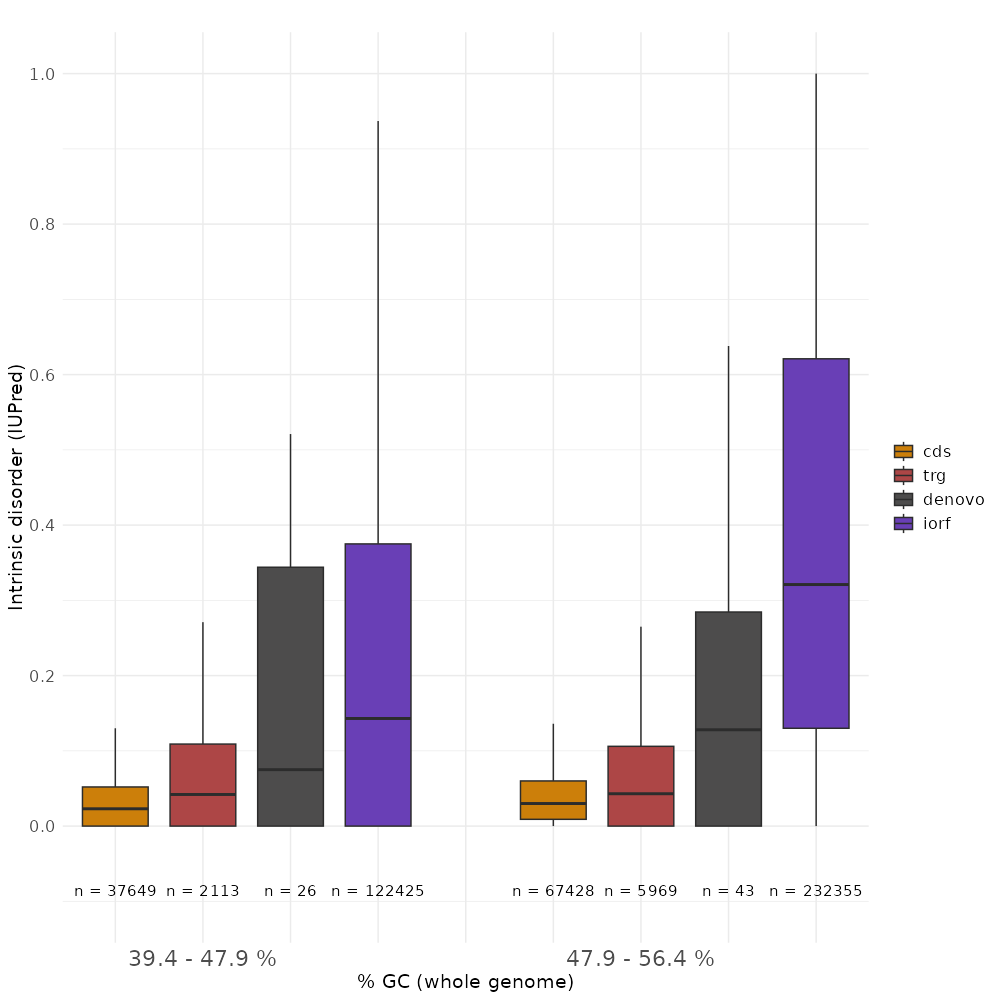 1.0
0.8
0.6
0.4
0.2
0.0
Intrinsic disorder (IUPred)
n = 37649 n = 2113 n = 26 n = 122425 n = 67428 n = 5969 n = 43 n = 232355
39.4 - 47.9 % 47.9 - 56.4 %
% GC (whole genome)
cds
trg
denovo
iorf